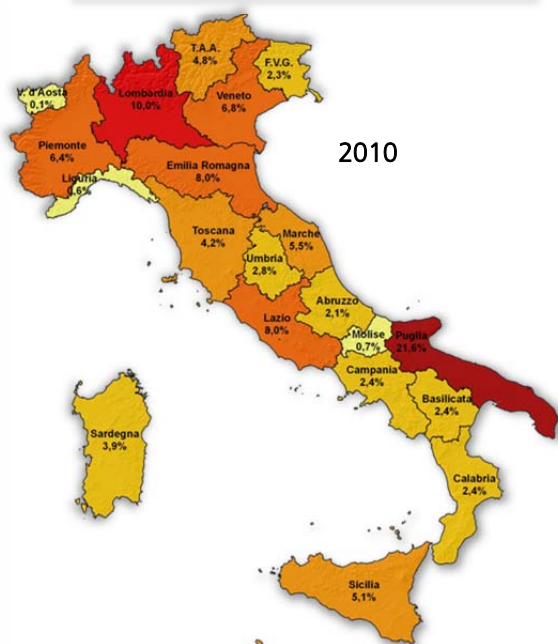 T.A.A.
4,8%
F.V.G.
2,3%
V. d'Aosta
0,1%
Lombardia
10,0%
Veneto
6,8%
Piemonte
6,4%
2010
Emilia Romagna
8,0%
Liguria
0,6%
Toscana
4,2%
Marche
5,5%
Umbria
2,8%
Abruzzo
2,1%
Lazio
8,0%
Molise
0,7%
Puglia
21,6%
Campania
2,4%
Basilicata
2,4%
Sardegna
3,9%
Calabria
2,4%
Sicilia
5,1%